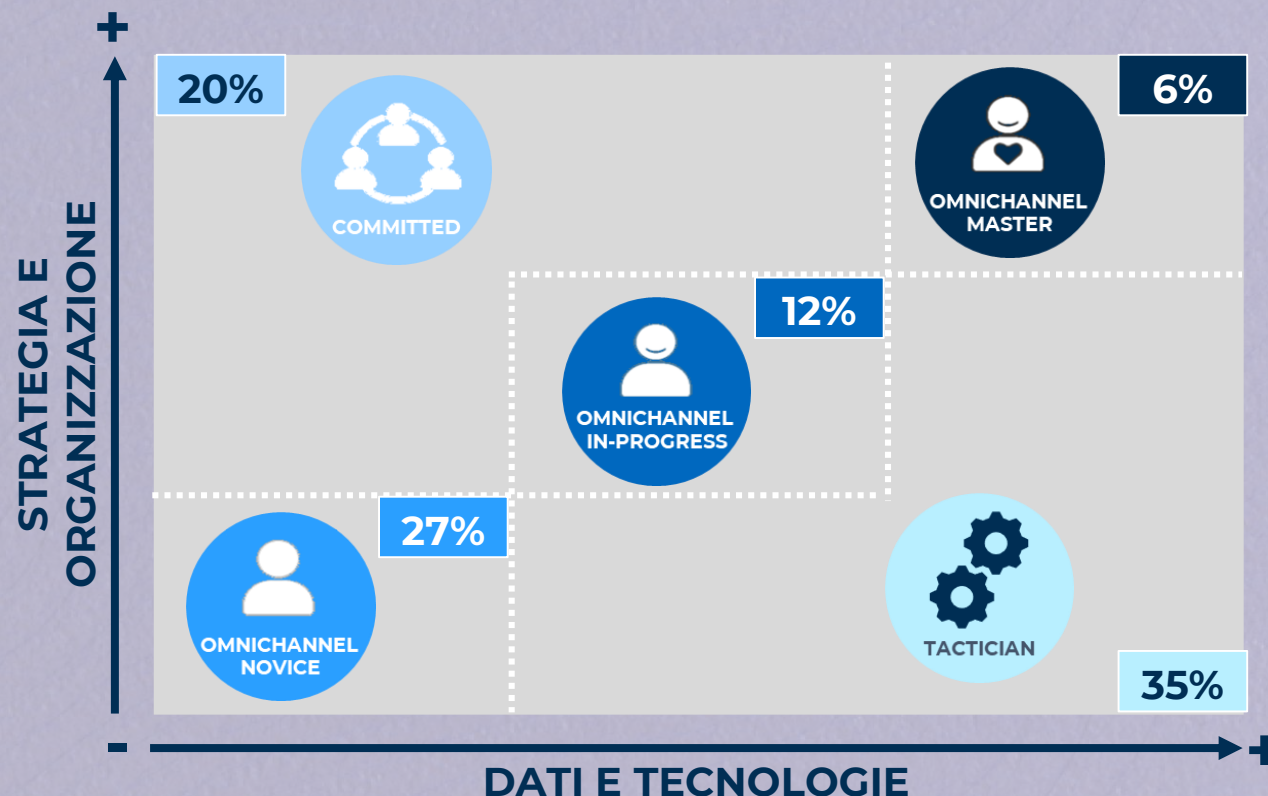 +
20%
6%
COMMITTED
OMNICHANNEL
MASTER
STRATEGIA E
ORGANIZZAZIONE
12%
OMNICHANNEL
IN-PROGRESS
27%
OMNICHANNEL
NOVICE
TACTICIAN
35%
-
+
DATI E TECNOLOGIE